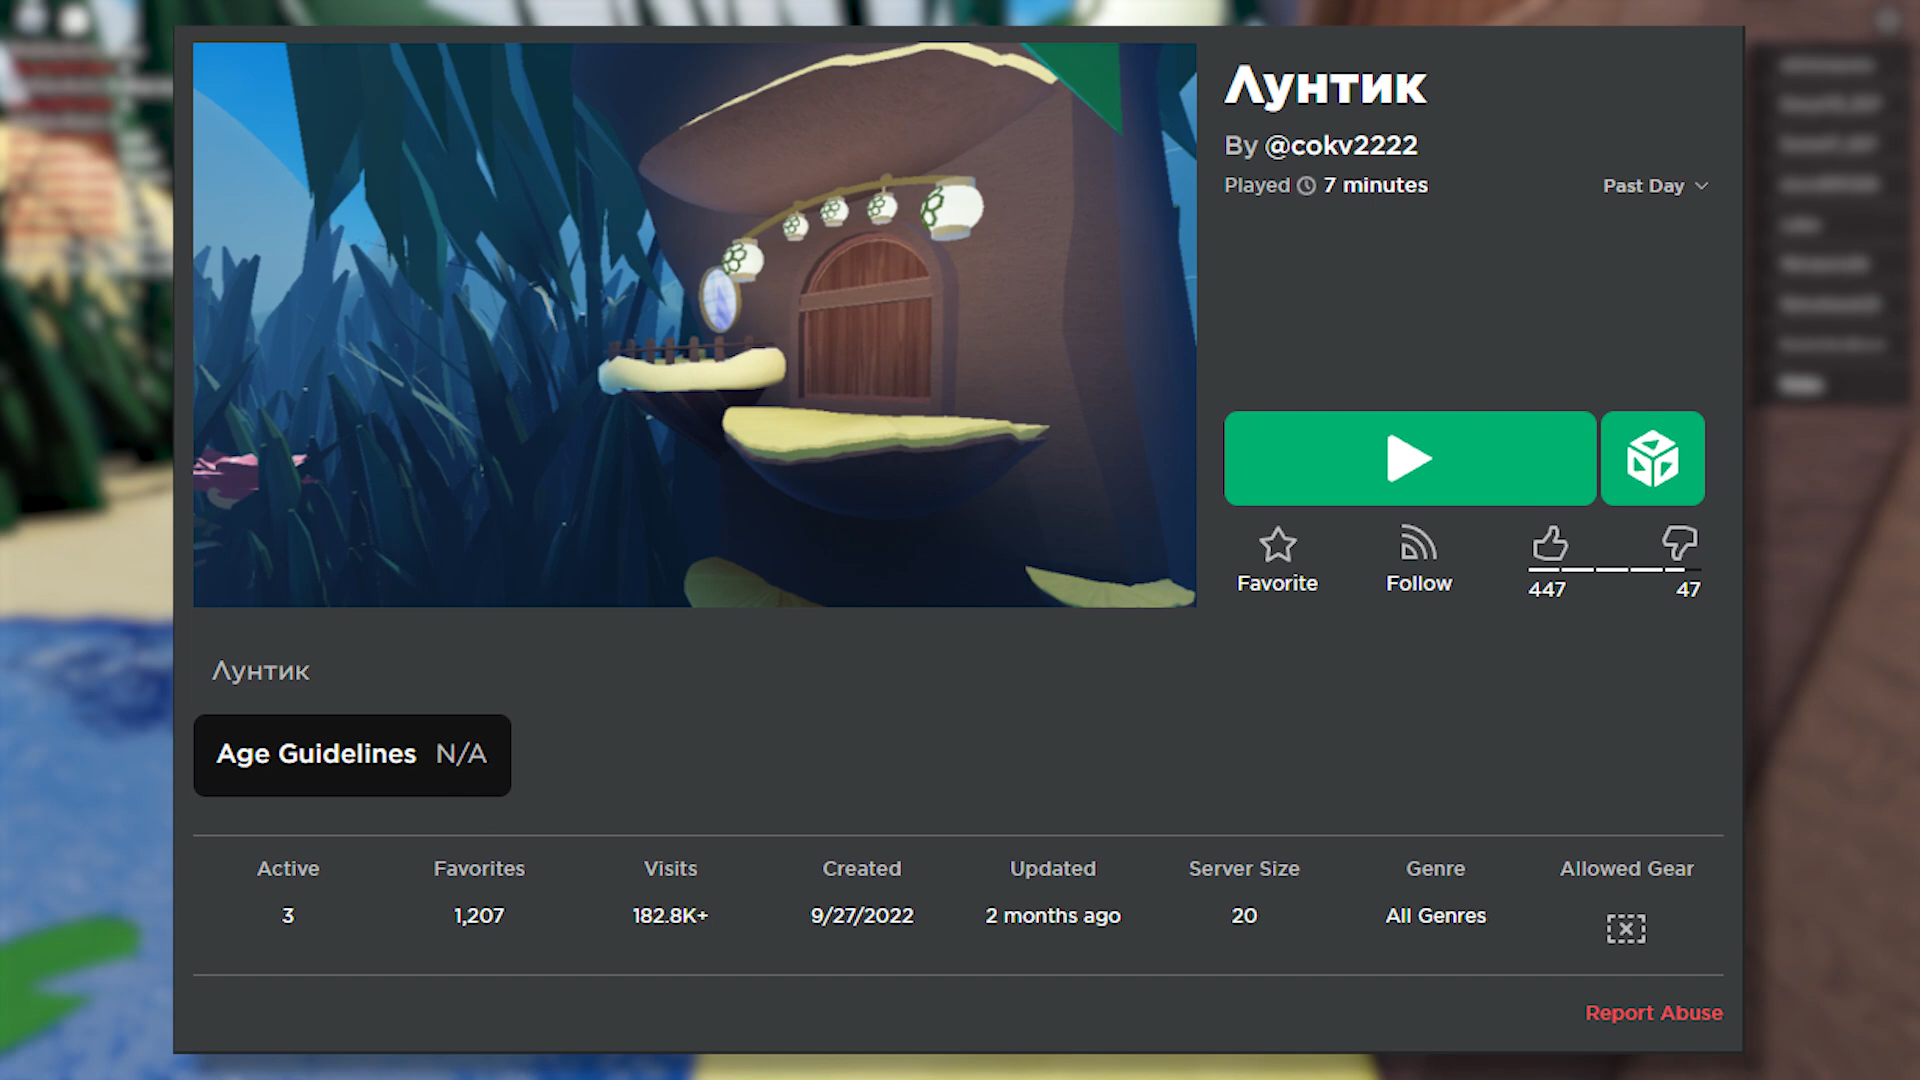 Лунтик
By @cokv2222
Played 7 minutes
Past Day
Favorite
Follow
447
47
Лунтик
Age Guidelines N/A
Active
Favorites
Visits
Created
Updated
Server Size
Genre
Allowed Gear
3
1,207
182.8K+
9/27/2022
2 months ago
20
All Genres
Report Abuse